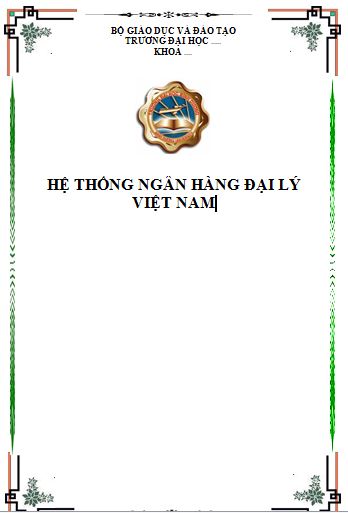 BỘ GIÁO DỤC VÀ ĐÀO TẠO
TRƯỜNG ĐẠI HỌC ....
KHOA ...
HỆ THỐNG NGÂN HÀNG ĐẠI LÝ
VIỆT NAM